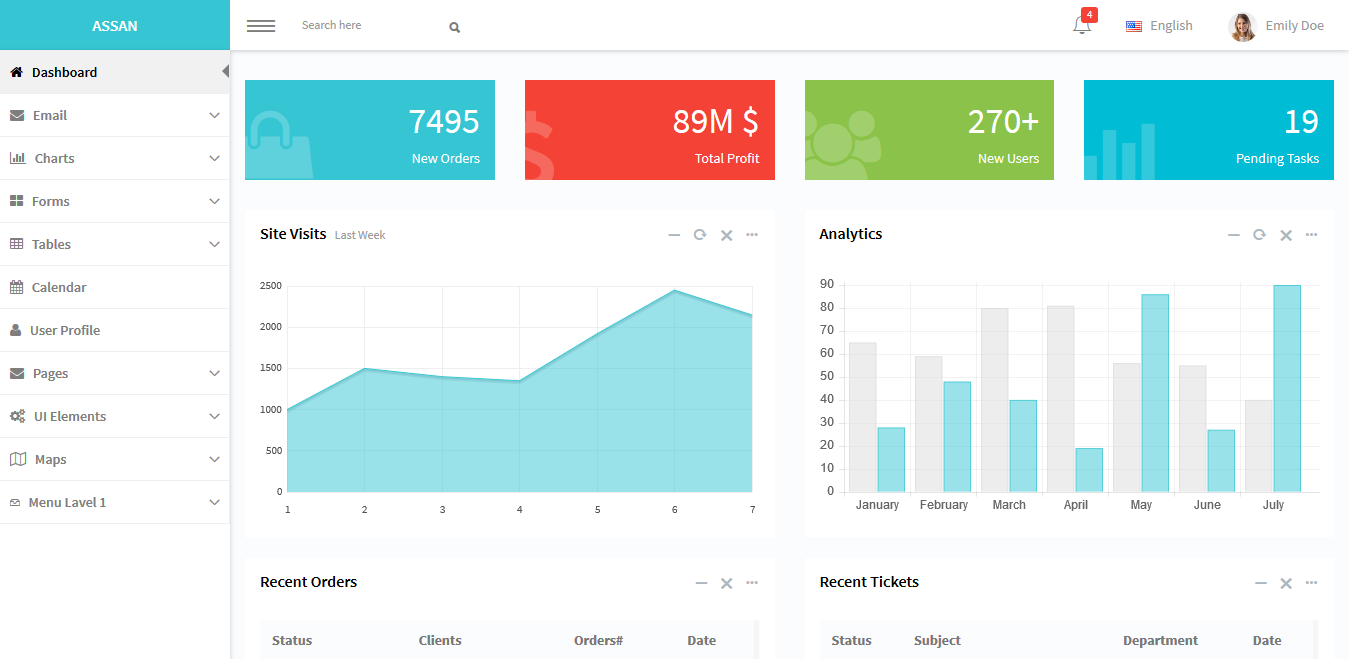 ASSAN
Search here
4
English
Emily Doe
Dashboard
Email
Charts
Forms
Tables
Calendar
User Profile
Pages
UI Elements
Maps
Menu Lavel 1
7495
New Orders
89M $
Total Profit
270+
New Users
19
Pending Tasks
Site Visits Last Week
2500
2000
1500
1000
500
0
1 2 3 4 5 6 7
Analytics
90
80
70
60
50
40
30
20
10
0
January February March April May June July
Recent Orders
Status Clients Orders# Date
Recent Tickets
Status Subject Department Date